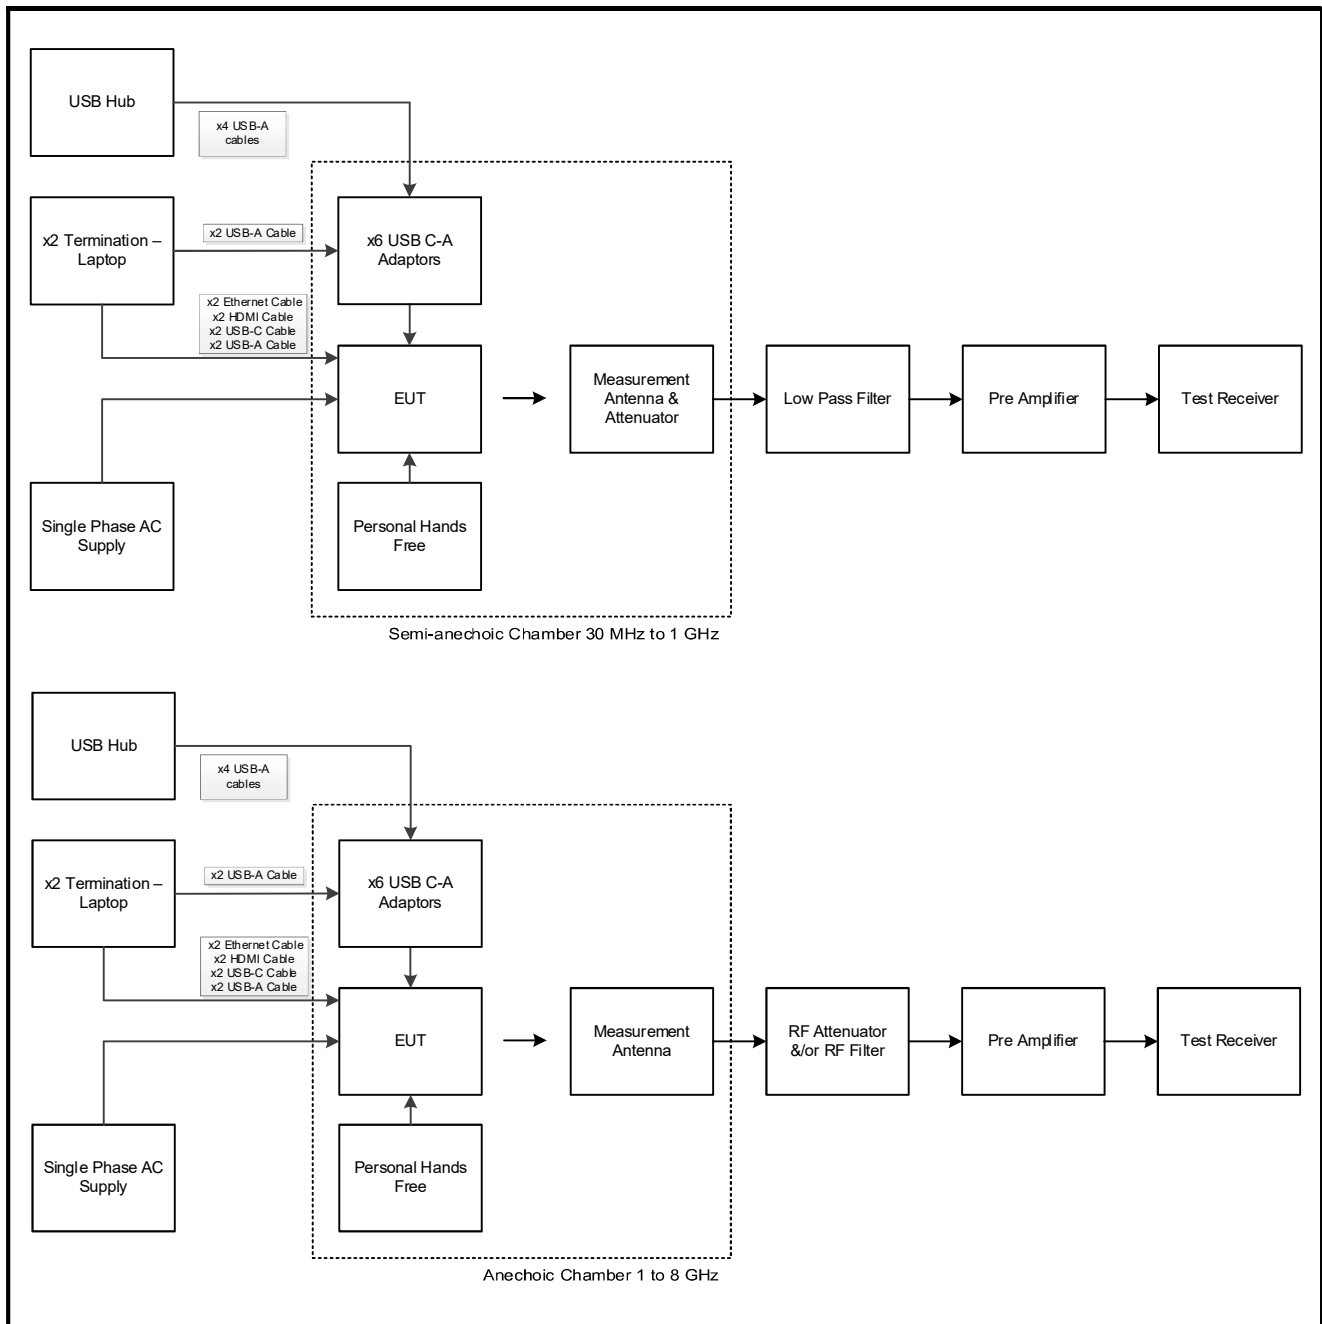 USB Hub
x4 USB-A
cables
x2 Termination –
Laptop
x2 USB-A Cable
x6 USB C-A
Adaptors
x2 Ethernet Cable
x2 HDMI Cable
x2 USB-C Cable
x2 USB-A Cable
EUT
Measurement
Antenna &
Attenuator
Low Pass Filter
Pre Amplifier
Test Receiver
Single Phase AC
Supply
Personal Hands
Free
Semi-anechoic Chamber 30 MHz to 1 GHz
USB Hub
x4 USB-A
cables
x2 Termination –
Laptop
x2 USB-A Cable
x6 USB C-A
Adaptors
x2 Ethernet Cable
x2 HDMI Cable
x2 USB-C Cable
x2 USB-A Cable
EUT
Measurement
Antenna
RF Attenuator
&/or RF Filter
Pre Amplifier
Test Receiver
Single Phase AC
Supply
Personal Hands
Free
Anechoic Chamber 1 to 8 GHz